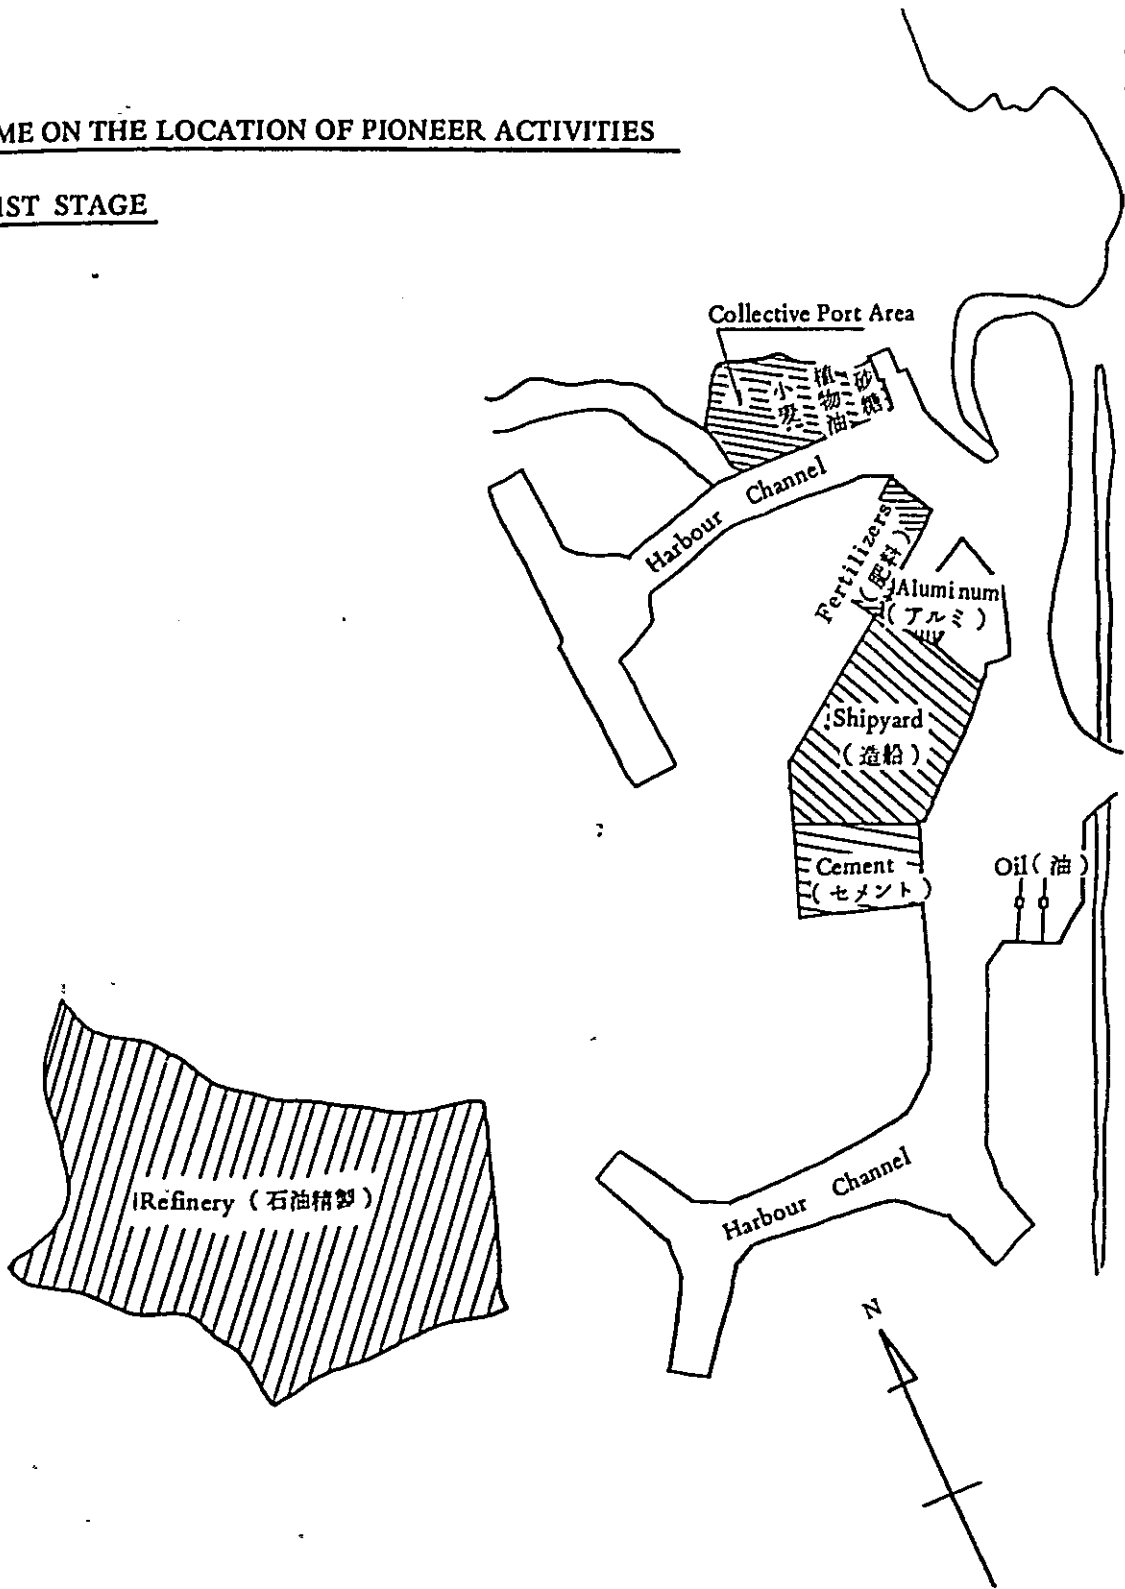 ME ON THE LOCATION OF PIONEER ACTIVITIES
1ST STAGE
Collective Port Area
小麦
植物油
砂糖
Harbour Channel
Fertilizers
(肥料)
Aluminum
(アルミ)
Shipyard
(造船)
Cement
(セメント)
Oil(油)
Refinery (石油精製)
Harbour Channel
N